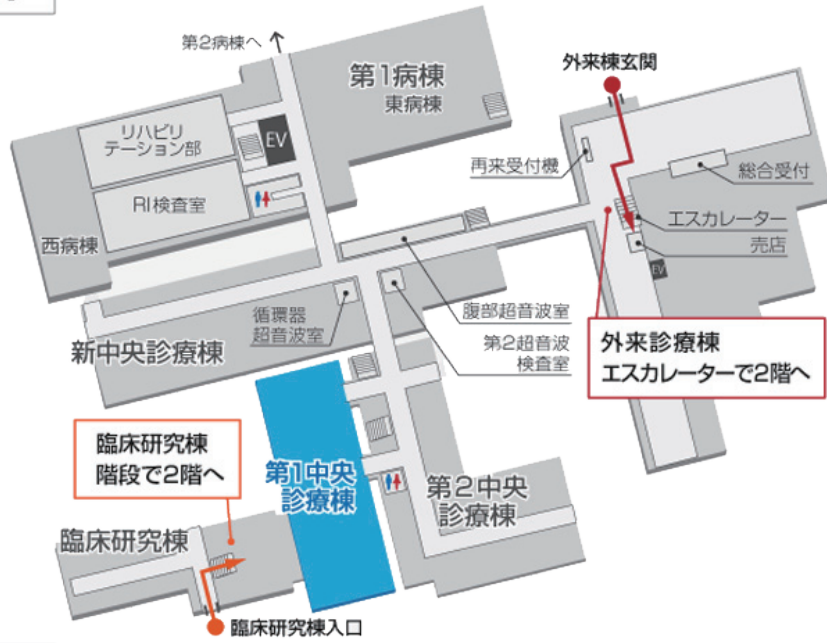 第2病棟へ
第1病棟
東病棟
外来棟玄関
リハビリ
テーション部
EV
再来受付機
総合受付
RI検査室
エスカレーター
西病棟
売店
EV
循環器
超音波室
腹部超音波室
第2超音波
検査室
新中央診療棟
外来診療棟
エスカレーターで2階へ
臨床研究棟
階段で2階へ
第1中央
診療棟
第2中央
診療棟
臨床研究棟
臨床研究棟入口